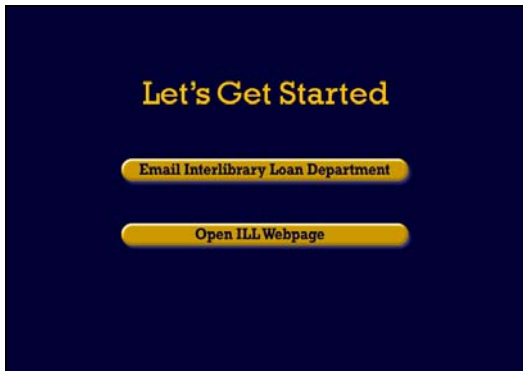 Let's Get Started
Email Interlibrary Loan Department
Open ILL Webpage